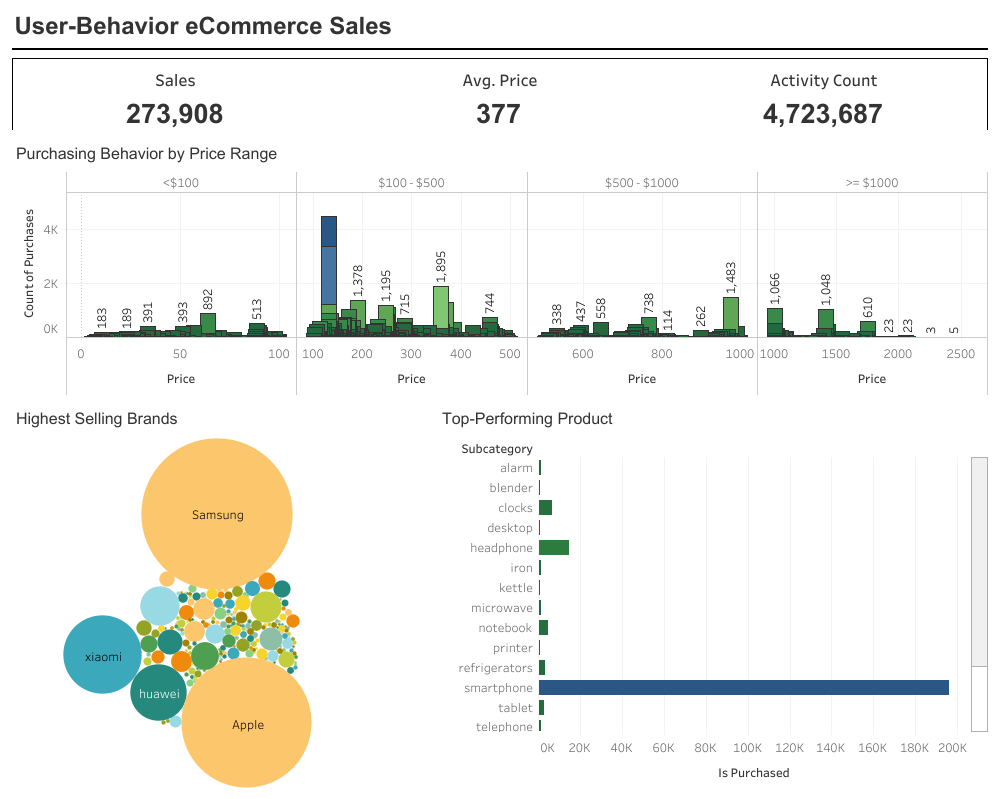 User-Behavior eCommerce Sales
Sales Avg. Price Activity Count
273,908 377 4,723,687
Purchasing Behavior by Price Range
<$100 $100 - $500 $500 - $1000 >= $1000
Count of Purchases
4K
2K
0K
183 189 391 393 892 513 1,378 1,195 715 1,895 744 338 437 558 738 114 262 1,483 1,066 1,048 610 23 23 3 5
0 50 100 100 200 300 400 500 600 800 1000 1000 1500 2000 2500
Price Price Price Price
Highest Selling Brands
Samsung
xiaomi
huawei
Apple
Top-Performing Product
Subcategory
alarm
blender
clocks
desktop
headphone
iron
kettle
microwave
notebook
printer
refrigerators
smartphone
tablet
telephone
0K 20K 40K 60K 80K 100K 120K 140K 160K 180K 200K
Is Purchased